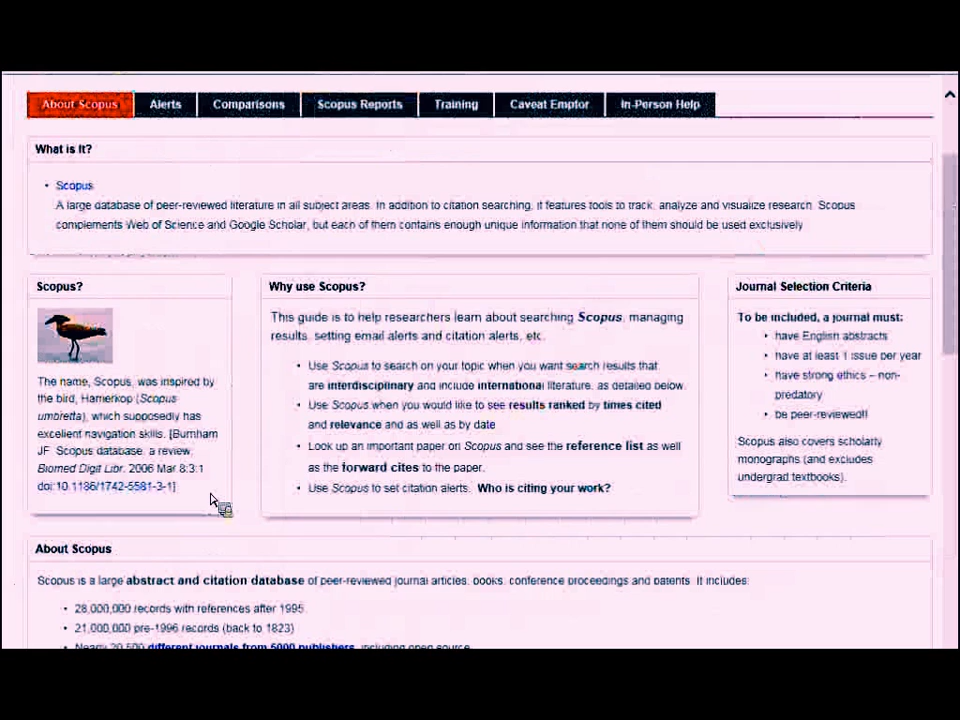 About Scopus Alerts Comparisons Scopus Reports Training Caveat Emptor In-Person Help
What is it?
• Scopus
A large database of peer-reviewed literature in all subject areas. In addition to citation searching, it features tools to track, analyze and visualize research. Scopus
complements Web of Science and Google Scholar, but each of them contains enough unique information that none of them should be used exclusively
Scopus?
The name, Scopus, was inspired by
the bird, Hamerkop (Scopus
umbretta), which supposedly has
excellent navigation skills. [Burnham
JF. Scopus database: a review.
Biomed Digit Libr. 2006 Mar 8;3:1
doi:10.1186/1742-5581-3-1]
Why use Scopus?
This guide is to help researchers learn about searching Scopus, managing
results, setting email alerts and citation alerts, etc.
• Use Scopus to search on your topic when you want search results that
are interdisciplinary and include international literature, as detailed below.
• Use Scopus when you would like to see results ranked by times cited
and relevance and as well as by date
• Look up an important paper on Scopus and see the reference list as well
as the forward cites to the paper.
• Use Scopus to set citation alerts. Who is citing your work?
Journal Selection Criteria
To be included, a journal must:
• have English abstracts
• have at least 1 issue per year
• have strong ethics – non-
predatory
• be peer-reviewed!!
Scopus also covers scholarly
monographs (and excludes
undergrad textbooks).
About Scopus
Scopus is a large abstract and citation database of peer-reviewed journal articles, books, conference proceedings and patents. It includes:
• 28,000,000 records with references after 1995
• 21,000,000 pre-1996 records (back to 1823)
• Nearly 20,500 different journals from 5000 publishers, including open source